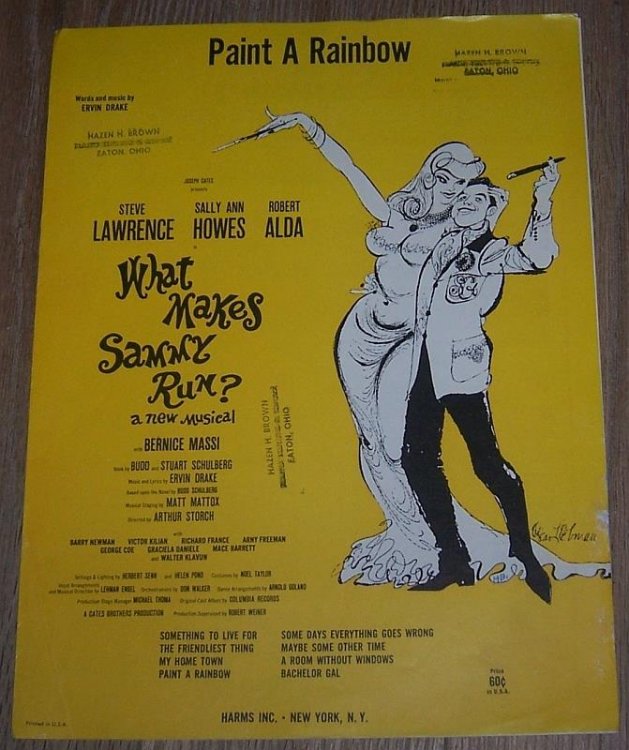 Paint A Rainbow
HAZEN H. BROWN
EATON, OHIO
Words and music by
ERVIN DRAKE
HAZEN H. BROWN
EATON, OHIO
JOSEPH CATES
presents
STEVE LAWRENCE
SALLY ANN HOWES
ROBERT ALDA
in
What
Makes
Sammy
Run?
a new musical
HAZEN H. BROWN
EATON, OHIO
with BERNICE MASSI
Book by BUDD and STUART SCHULBERG
Music and Lyrics by ERVIN DRAKE
Based upon the Novel by BUDD SCHULBERG
Musical Staging by MATT MATTOX
Directed by ARTHUR STORCH
with
BARRY NEWMAN VICTOR KILIAN RICHARD FRANCE ARNY FREEMAN
GEORGE COE GRACIELA DANIELE MACE BARRETT
and WALTER KLAVUN
Settings & Lighting by HERBERT SENN and HELEN POND Costumes by NOEL TAYLOR
Vocal Arrangements
and Musical Direction by LEHMAN ENGEL Orchestrations by DON WALKER Dance Arrangements by ARNOLD GOLAND
Production Stage Manager MICHAEL THOMA Original Cast Album by COLUMBIA RECORDS
A CATES BROTHERS PRODUCTION Production Supervised by ROBERT WEINER
SOMETHING TO LIVE FOR
THE FRIENDLIEST THING
MY HOME TOWN
PAINT A RAINBOW
SOME DAYS EVERYTHING GOES WRONG
MAYBE SOME OTHER TIME
A ROOM WITHOUT WINDOWS
BACHELOR GAL
Price
60¢
in U.S.A.
HARMS INC. • NEW YORK, N. Y.
Printed in U.S.A.